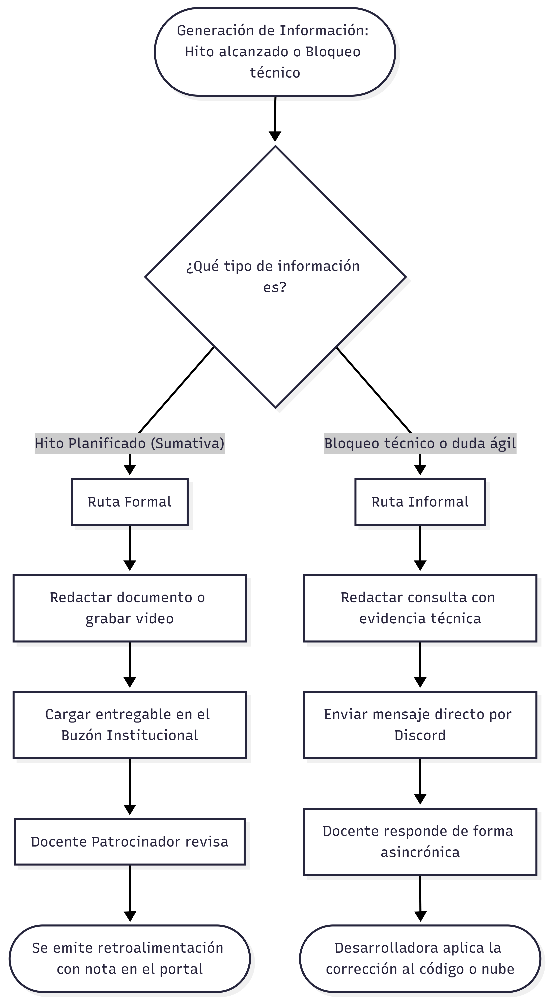 Generación de Información:
Hito alcanzado o Bloqueo
técnico
¿Qué tipo de información
es?
Hito Planificado (Sumativa)
Bloqueo técnico o duda ágil
Ruta Formal
Ruta Informal
Redactar documento o
grabar video
Redactar consulta con
evidencia técnica
Cargar entregable en el
Buzón Institucional
Enviar mensaje directo por
Discord
Docente Patrocinador revisa
Docente responde de forma
asincrónica
Se emite retroalimentación
con nota en el portal
Desarrolladora aplica la
corrección al código o nube